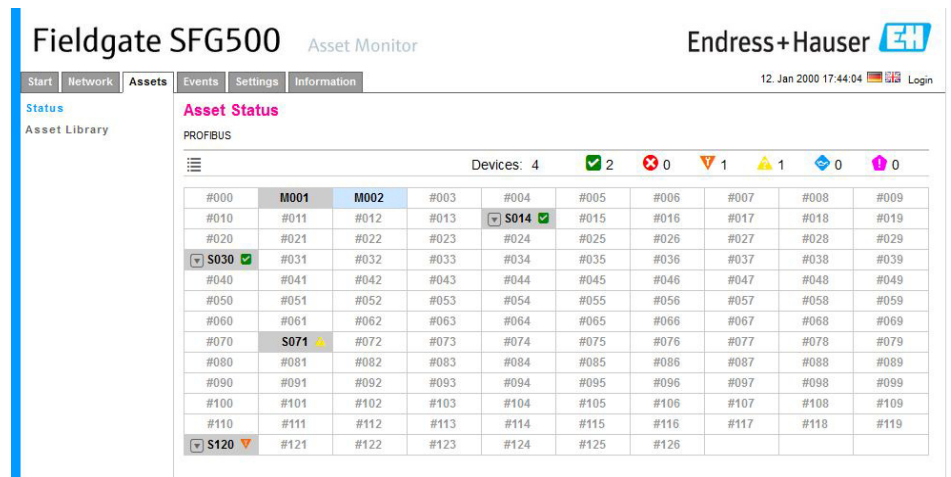 Fieldgate SFG500 Asset Monitor Endress+Hauser EH
Start Network Assets Events Settings Information 12. Jan 2000 17:44:04 Login
Status
Asset Library
Asset Status
PROFIBUS
Devices: 4 2 0 1 1 0 0
#000 M001 M002 #003 #004 #005 #006 #007 #008 #009
#010 #011 #012 #013 S014 #015 #016 #017 #018 #019
#020 #021 #022 #023 #024 #025 #026 #027 #028 #029
S030 #031 #032 #033 #034 #035 #036 #037 #038 #039
#040 #041 #042 #043 #044 #045 #046 #047 #048 #049
#050 #051 #052 #053 #054 #055 #056 #057 #058 #059
#060 #061 #062 #063 #064 #065 #066 #067 #068 #069
#070 S071 #072 #073 #074 #075 #076 #077 #078 #079
#080 #081 #082 #083 #084 #085 #086 #087 #088 #089
#090 #091 #092 #093 #094 #095 #096 #097 #098 #099
#100 #101 #102 #103 #104 #105 #106 #107 #108 #109
#110 #111 #112 #113 #114 #115 #116 #117 #118 #119
S120 #121 #122 #123 #124 #125 #126